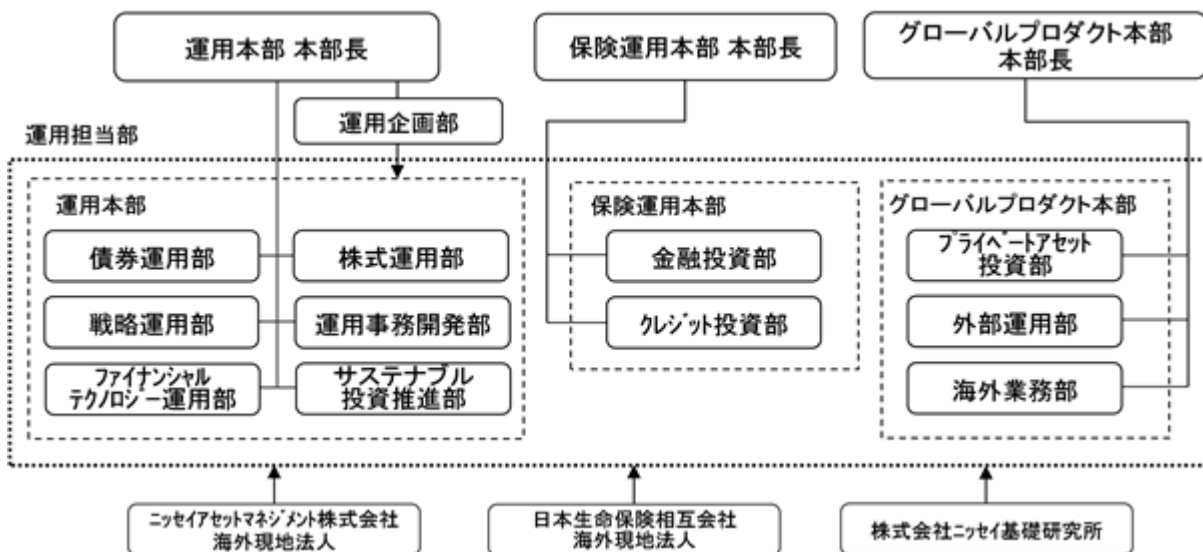 運用本部 本部長
保険運用本部 本部長
グローバルプロダクト本部
本部長
運用企画部
運用担当部
運用本部
債券運用部
株式運用部
戦略運用部
運用事務開発部
ファイナンシャル
テクノロジー運用部
サステナブル
投資推進部
保険運用本部
金融投資部
クレジット投資部
グローバルプロダクト本部
プライベートアセット
投資部
外部運用部
海外業務部
ニッセイアセットマネジメント株式会社
海外現地法人
日本生命保険相互会社
海外現地法人
株式会社ニッセイ基礎研究所